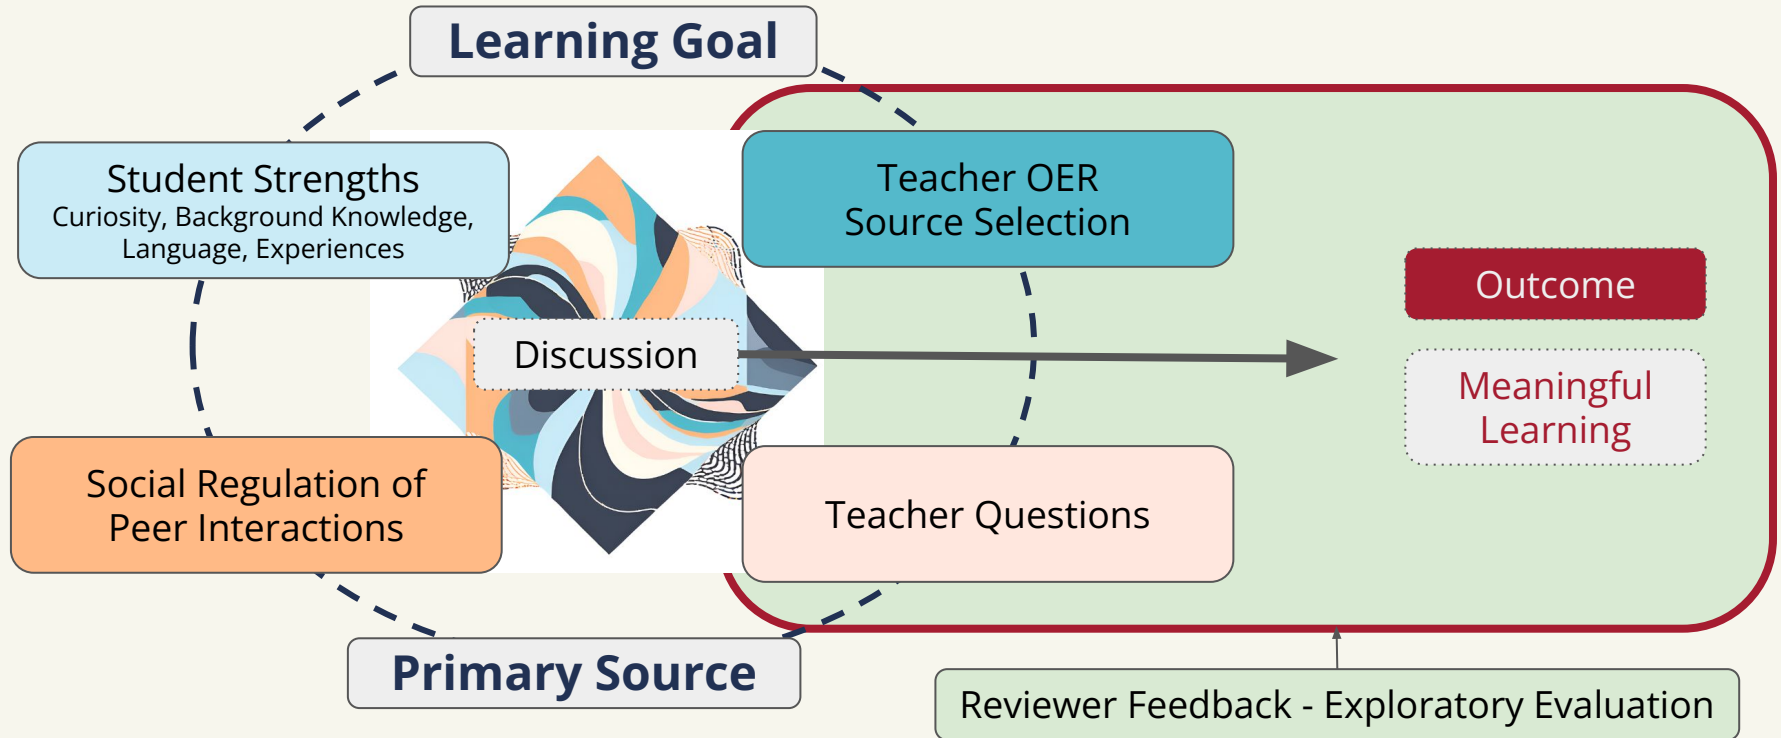 Learning Goal
Student Strengths
Curiosity, Background Knowledge,
Language, Experiences
Teacher OER
Source Selection
Discussion
Outcome
Meaningful
Learning
Social Regulation of
Peer Interactions
Teacher Questions
Primary Source
Reviewer Feedback - Exploratory Evaluation